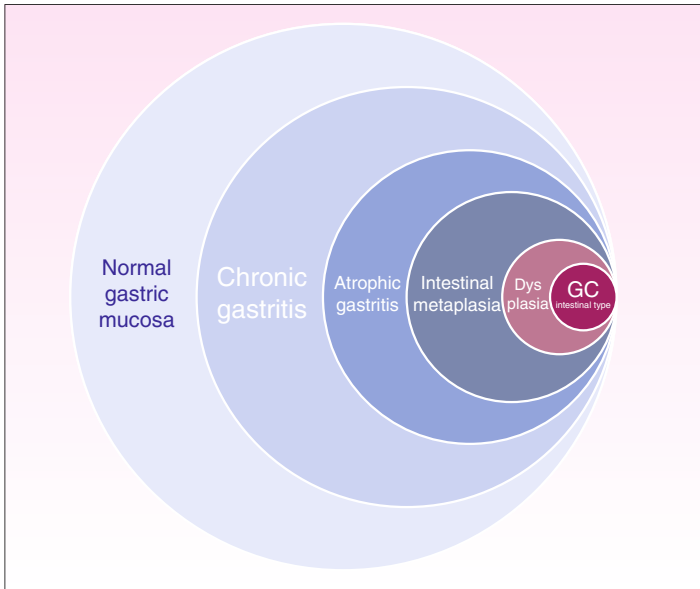 Normal
gastric
mucosa
Chronic
gastritis
Atrophic
gastritis
Intestinal
metaplasia
Dys
plasia
GC
intestinal type